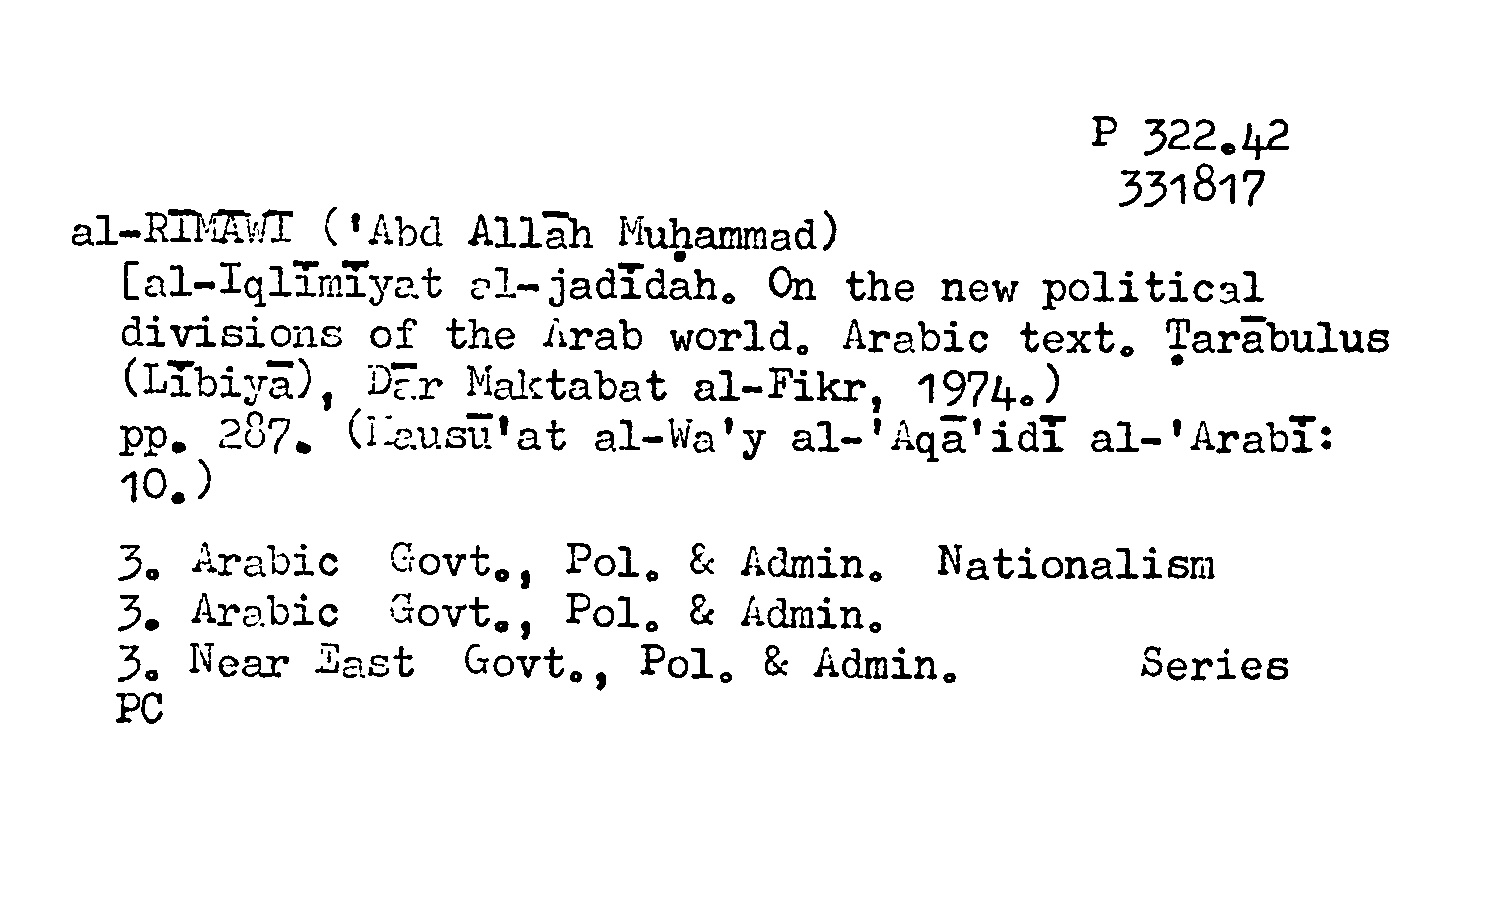 P 322.42
331817
al-RĪMĀWĪ ('Abd Allāh Muḥammad)
[al-Iqlīmīyat al-jadīdah. On the new political
divisions of the Arab world. Arabic text. Ṭarābulus
(Lībiyā), Dār Maktabat al-Fikr, 1974.)
pp. 287. (Mausū'at al-Wa'y al-'Aqā'idī al-'Arabī:
10.)
3. Arabic Govt., Pol. & Admin. Nationalism
3. Arabic Govt., Pol. & Admin.
3. Near East Govt., Pol. & Admin. Series
PC